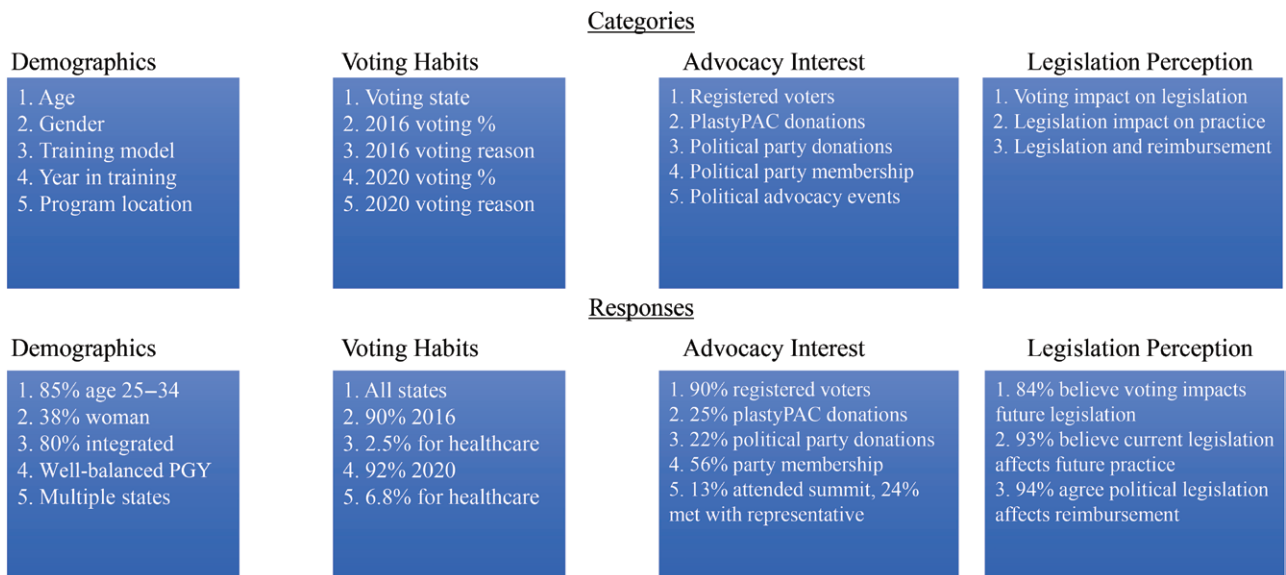 Categories
Demographics
1. Age
2. Gender
3. Training model
4. Year in training
5. Program location
Voting Habits
1. Voting state
2. 2016 voting %
3. 2016 voting reason
4. 2020 voting %
5. 2020 voting reason
Advocacy Interest
1. Registered voters
2. PlastyPAC donations
3. Political party donations
4. Political party membership
5. Political advocacy events
Legislation Perception
1. Voting impact on legislation
2. Legislation impact on practice
3. Legislation and reimbursement
Responses
Demographics
1. 85% age 25–34
2. 38% woman
3. 80% integrated
4. Well-balanced PGY
5. Multiple states
Voting Habits
1. All states
2. 90% 2016
3. 2.5% for healthcare
4. 92% 2020
5. 6.8% for healthcare
Advocacy Interest
1. 90% registered voters
2. 25% plastyPAC donations
3. 22% political party donations
4. 56% party membership
5. 13% attended summit, 24%
met with representative
Legislation Perception
1. 84% believe voting impacts
future legislation
2. 93% believe current legislation
affects future practice
3. 94% agree political legislation
affects reimbursement